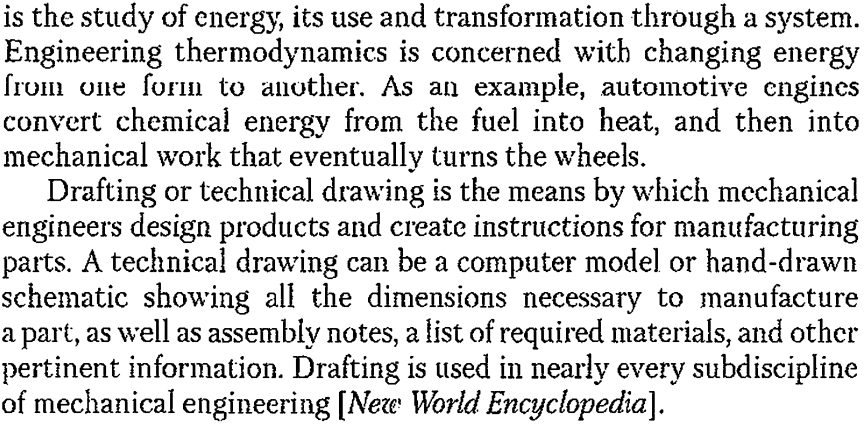 is the study of energy, its use and transformation through a system.
Engineering thermodynamics is concerned with changing energy
from one form to another. As an example, automotive engines
convert chemical energy from the fuel into heat, and then into
mechanical work that eventually turns the wheels.
Drafting or technical drawing is the means by which mechanical
engineers design products and create instructions for manufacturing
parts. A technical drawing can be a computer model or hand-drawn
schematic showing all the dimensions necessary to manufacture
a part, as well as assembly notes, a list of required materials, and other
pertinent information. Drafting is used in nearly every subdiscipline
of mechanical engineering [New World Encyclopedia].